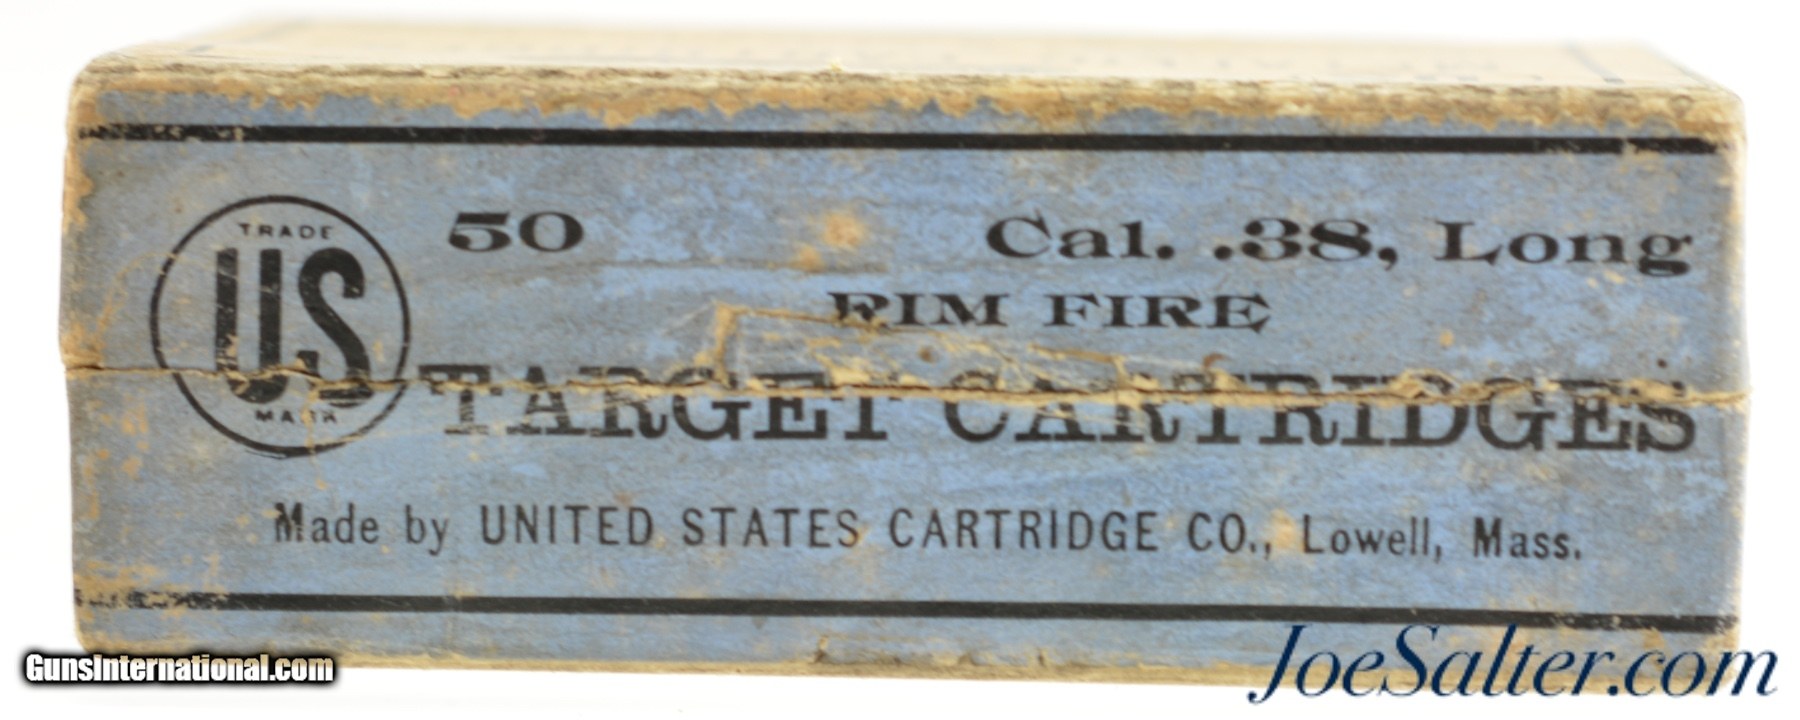 TRADE
US
MARK
50 Cal. .38, Long
RIM FIRE
TARGET CARTRIDGES
Made by UNITED STATES CARTRIDGE CO., Lowell, Mass.
GunsInternational.com
JoeSalter.com